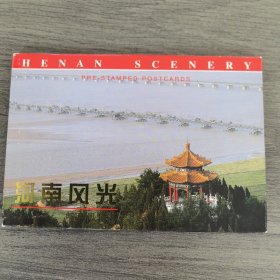 HENAN SCENERY
PRE-STAMPED POSTCARDS
河南风光